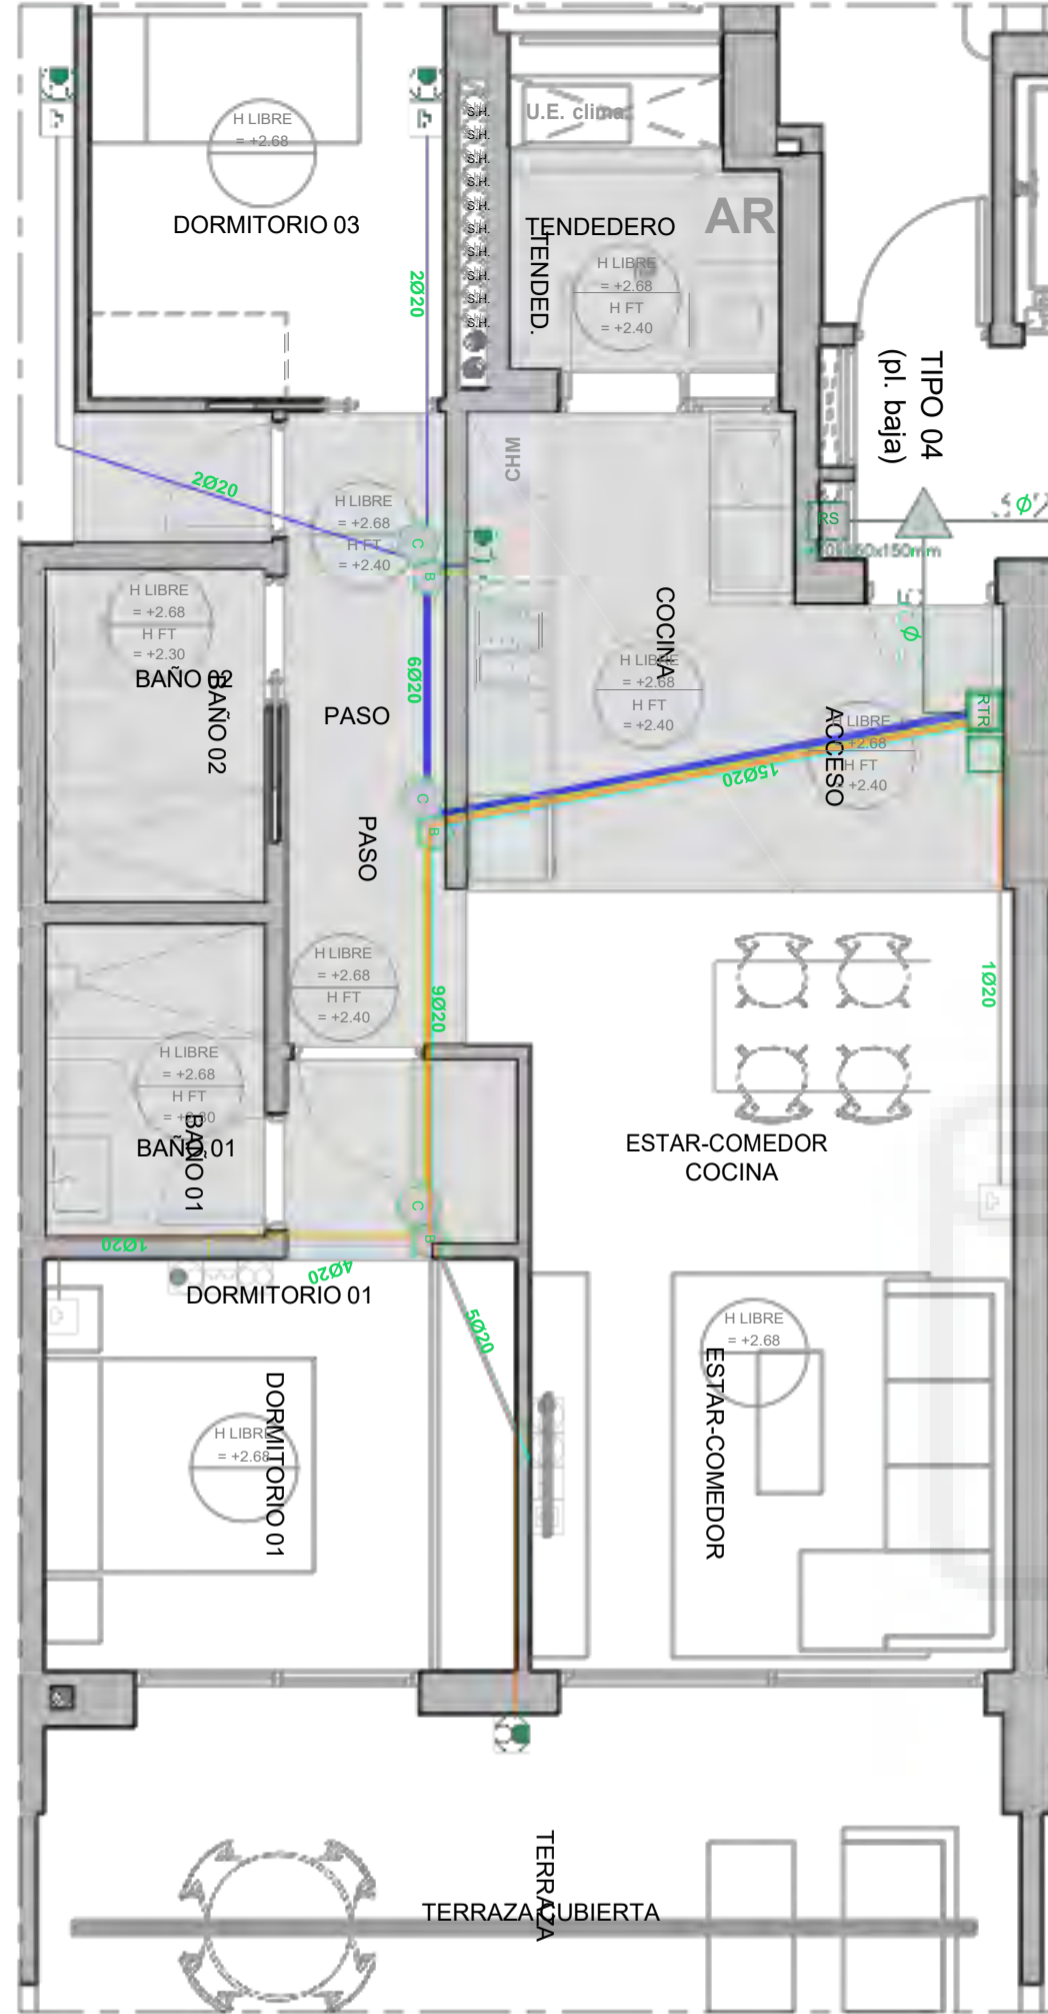 H LIBRE
= +2.68
DORMITORIO 03
S.H.
S.H.
S.H.
S.H.
S.H.
S.H.
S.H.
S.H.
S.H.
S.H.
U.E. clima.
AR
TENDEDERO
TENDED.
H LIBRE
= +2.68
H FT
= +2.40
2Ø20
TIPO 04
(pl. baja)
CHM
2Ø20
H LIBRE
= +2.68
H FT
= +2.40
C
B
RS
H LIBRE
= +2.68
H FT
= +2.30
BAÑO 02
BAÑO 02
6Ø20
PASO
COCINA
H LIBRE
= +2.68
H FT
= +2.40
RTR
ACCESO
H LIBRE
+2.68
H FT
+2.40
15Ø20
C
B
PASO
H LIBRE
= +2.68
H FT
= +2.40
9Ø20
1Ø20
H LIBRE
= +2.68
H FT
BAÑO 01
BAÑO 01
ESTAR-COMEDOR
COCINA
C
B
1Ø20
4Ø20
DORMITORIO 01
5Ø20
H LIBRE
= +2.68
ESTAR-COMEDOR
DORMITORIO 01
H LIBRE
= +2.68
TERRAZA
TERRAZA CUBIERTA